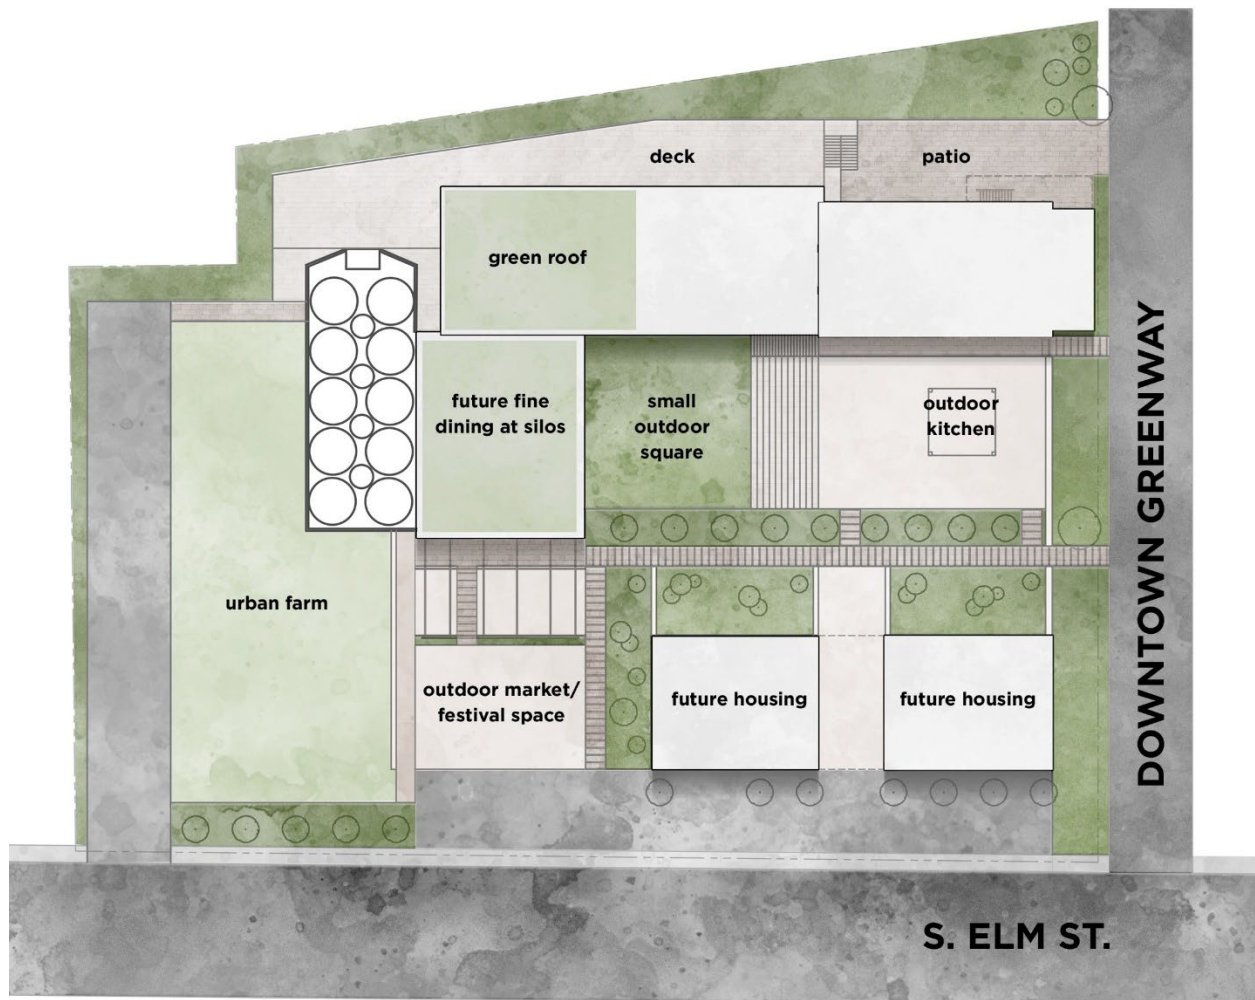 deck
patio
green roof
future fine
dining at silos
small
outdoor
square
outdoor
kitchen
urban farm
outdoor market/
festival space
future housing
future housing
DOWNTOWN GREENWAY
S. ELM ST.